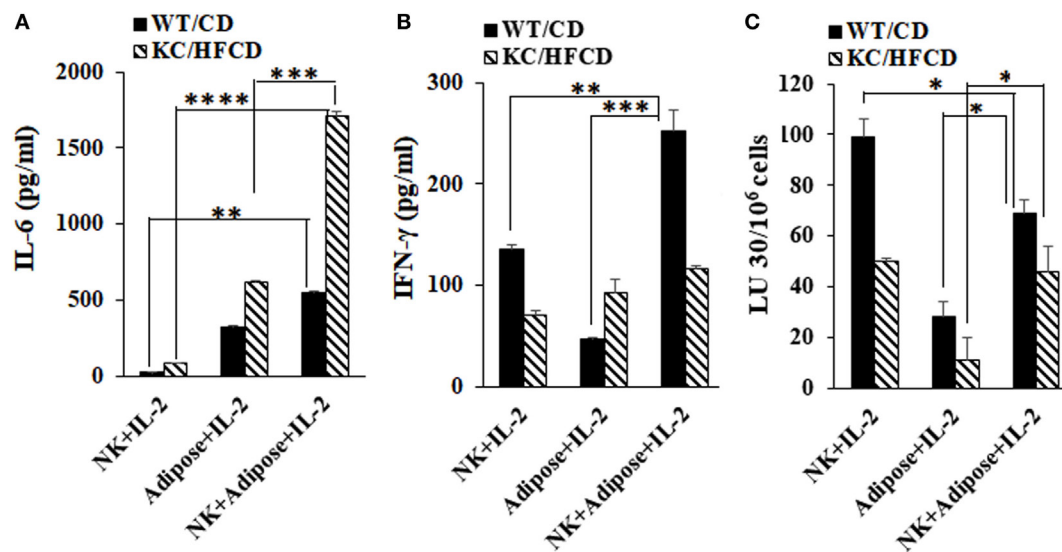 A
WT/CD
KC/HFCD
IL-6 (pg/ml)
2000
1500
1000
500
0
***
****
**
NK+IL-2
Adipose+IL-2
NK+Adipose+IL-2
B
WT/CD
KC/HFCD
IFN-γ (pg/ml)
300
200
100
0
**
***
NK+IL-2
Adipose+IL-2
NK+Adipose+IL-2
C
WT/CD
KC/HFCD
LU 30/10⁶ cells
120
100
80
60
40
20
0
*
*
*
NK+IL-2
Adipose+IL-2
NK+Adipose+IL-2